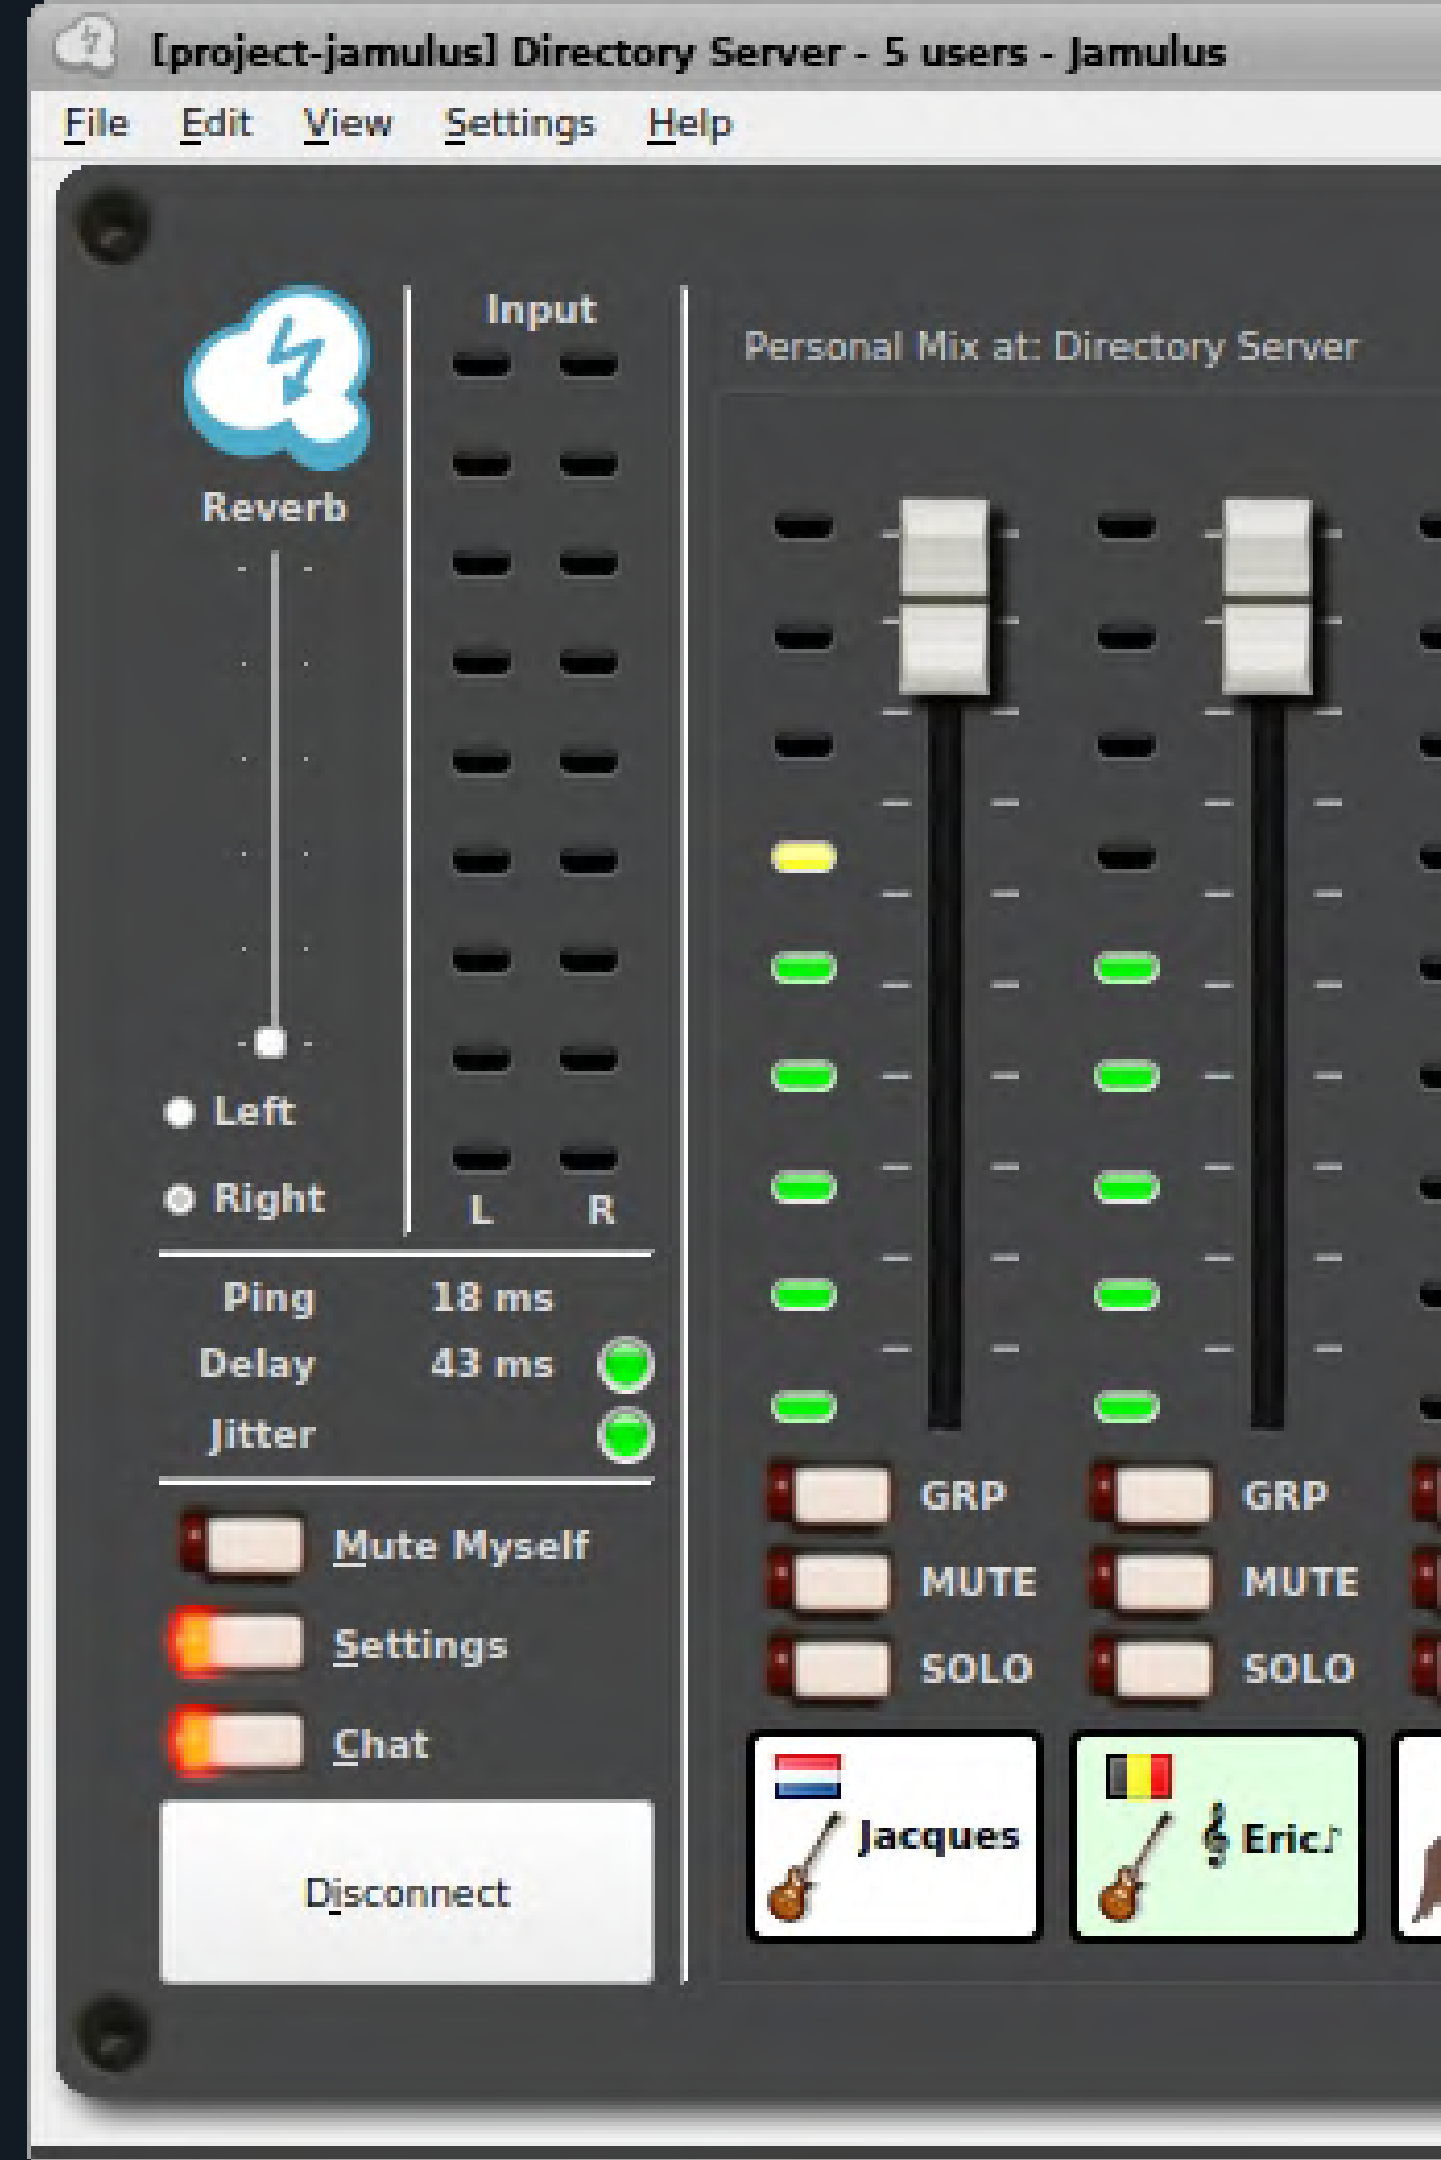 [project-jamulus] Directory Server - 5 users - Jamulus
File Edit View Settings Help
Input
Personal Mix at: Directory Server
Reverb
Left
Right
L R
Ping 18 ms
Delay 43 ms
Jitter
GRP GRP
MUTE MUTE
SOLO SOLO
Mute Myself
Settings
Chat
Jacques
𝄞 Eric♪
Disconnect